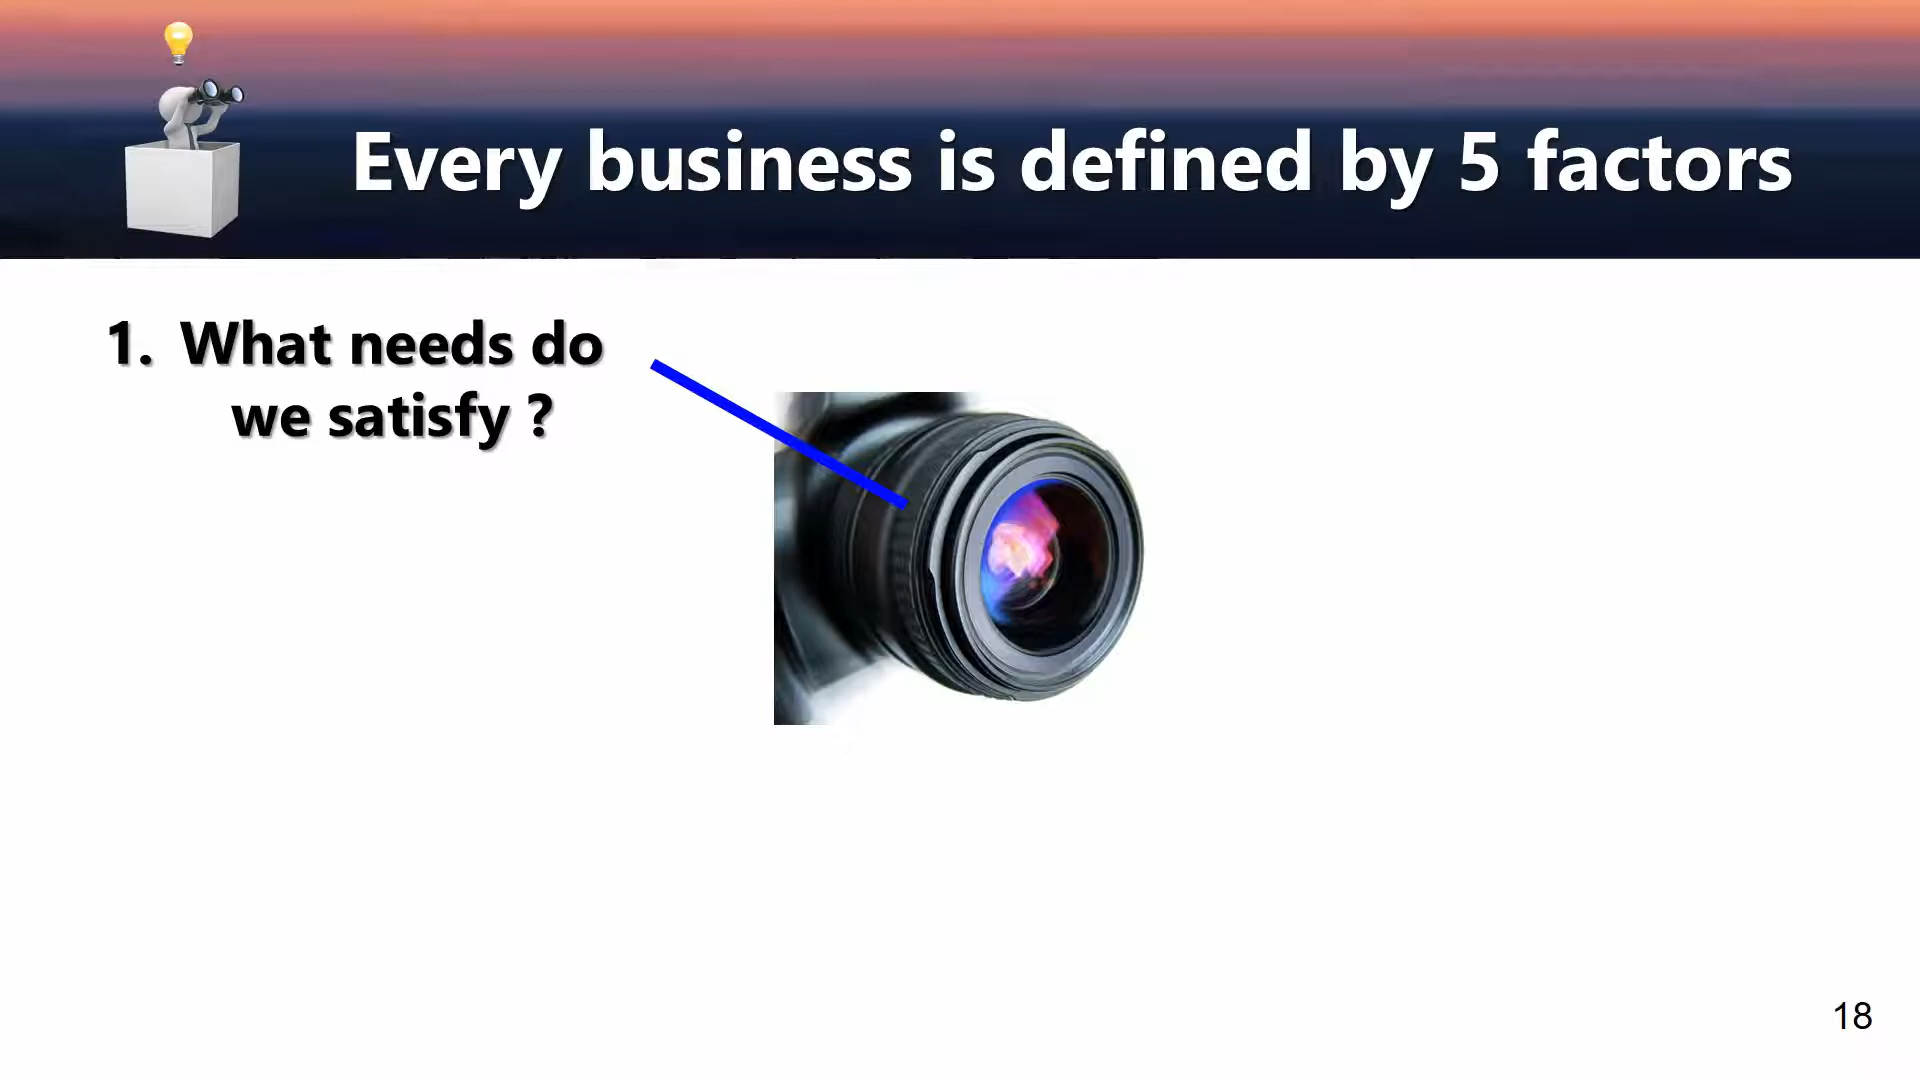 Every business is defined by 5 factors
1. What needs do
we satisfy ?
18